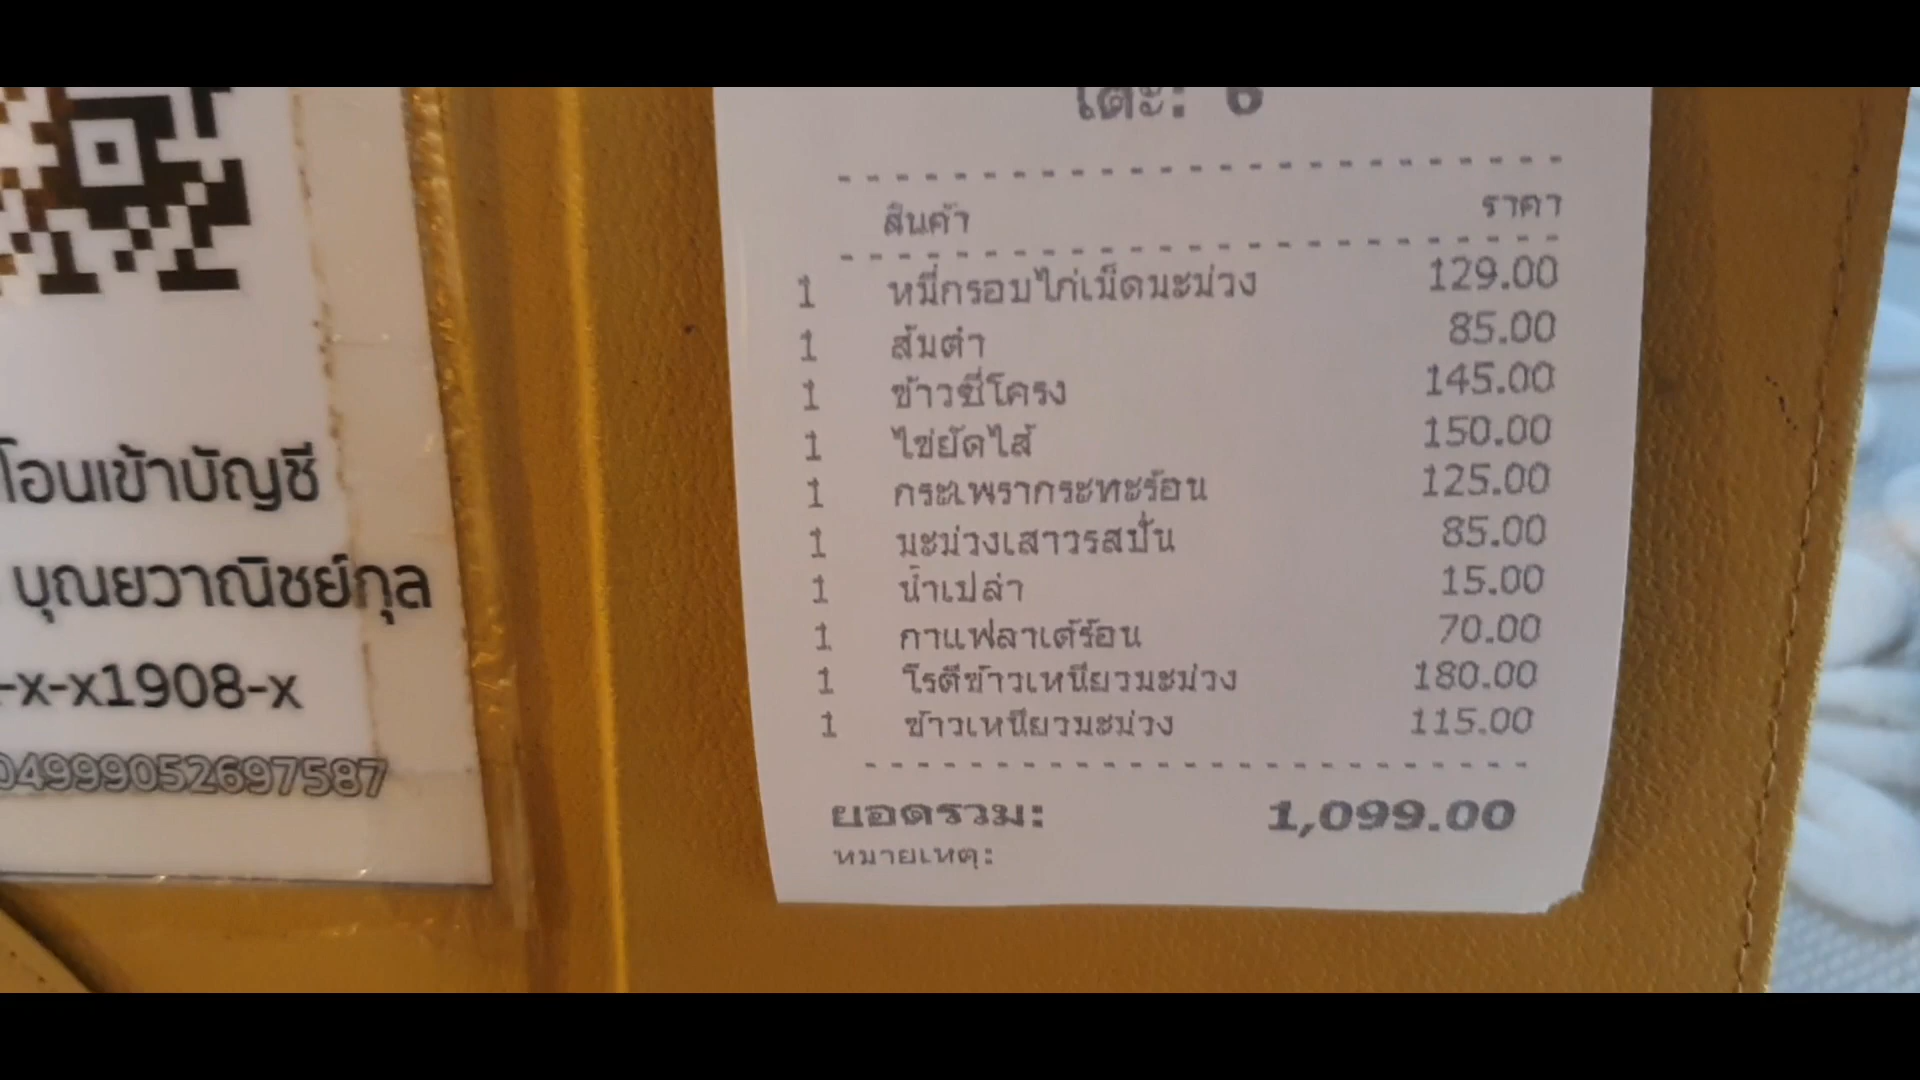 โอนเข้าบัญชี
บุณยวาณิชย์กุล
-x-x1908-x
04999052697587
โต๊ะ: 6
สินค้า ราคา
1 หมี่กรอบไก่เม็ดมะม่วง 129.00
1 ส้มตำ 85.00
1 ข้าวซี่โครง 145.00
1 ไข่ยัดไส้ 150.00
1 กระเพรากระทะร้อน 125.00
1 มะม่วงเสาวรสปั่น 85.00
1 น้ำเปล่า 15.00
1 กาแฟลาเต้ร้อน 70.00
1 โรตีข้าวเหนียวมะม่วง 180.00
1 ข้าวเหนียวมะม่วง 115.00
ยอดรวม: 1,099.00
หมายเหตุ: